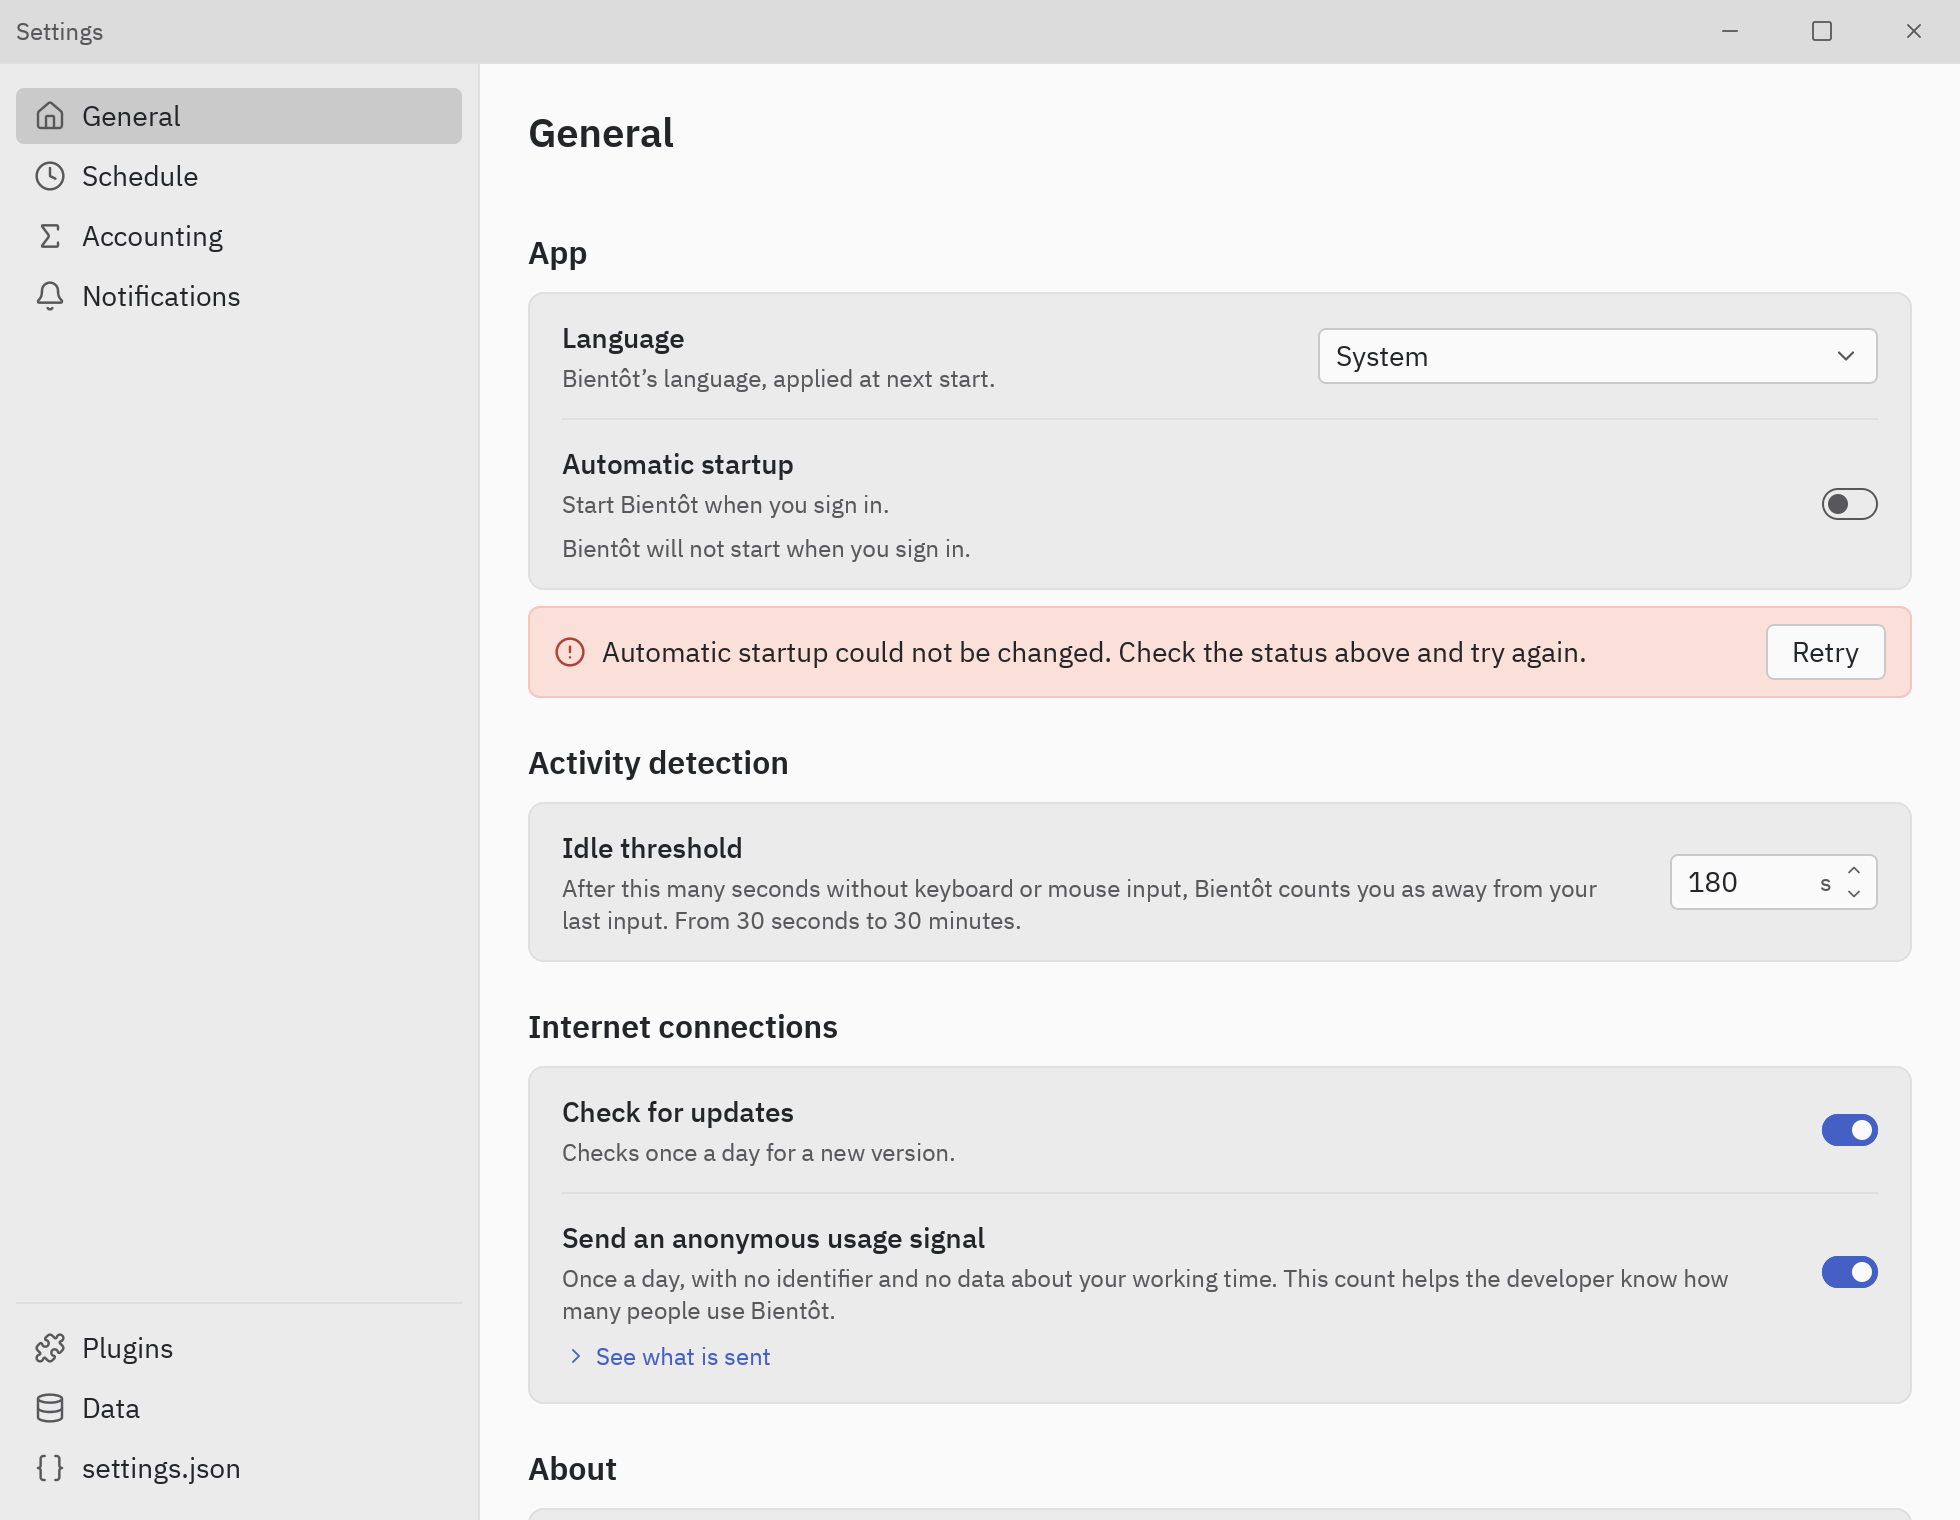 Settings
General
Schedule
Accounting
Notifications
Plugins
Data
settings.json
General
App
Language
Bientôt’s language, applied at next start.
System
Automatic startup
Start Bientôt when you sign in.
Bientôt will not start when you sign in.
Automatic startup could not be changed. Check the status above and try again.
Retry
Activity detection
Idle threshold
After this many seconds without keyboard or mouse input, Bientôt counts you as away from your
last input. From 30 seconds to 30 minutes.
180 s
Internet connections
Check for updates
Checks once a day for a new version.
Send an anonymous usage signal
Once a day, with no identifier and no data about your working time. This count helps the developer know how
many people use Bientôt.
See what is sent
About